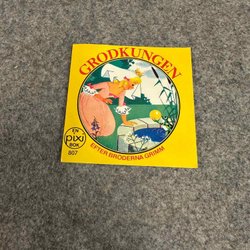 GRODKUNGEN
EFTER BRÖDERNA GRIMM
EN
pixi
BOK
807